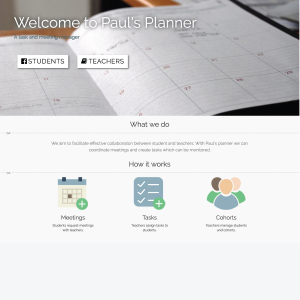 Welcome to Paul's Planner
A task and meeting manager
STUDENTS
TEACHERS
What we do
We aim to facilitate effective collaboration between student and teachers. With Paul's planner we can
coordinate meetings and create tasks which can be monitored.
How it works
Meetings
Tasks
Cohorts
Students request meetings
with teachers.
Teachers assign tasks to
students.
Teachers manage students
and cohorts.